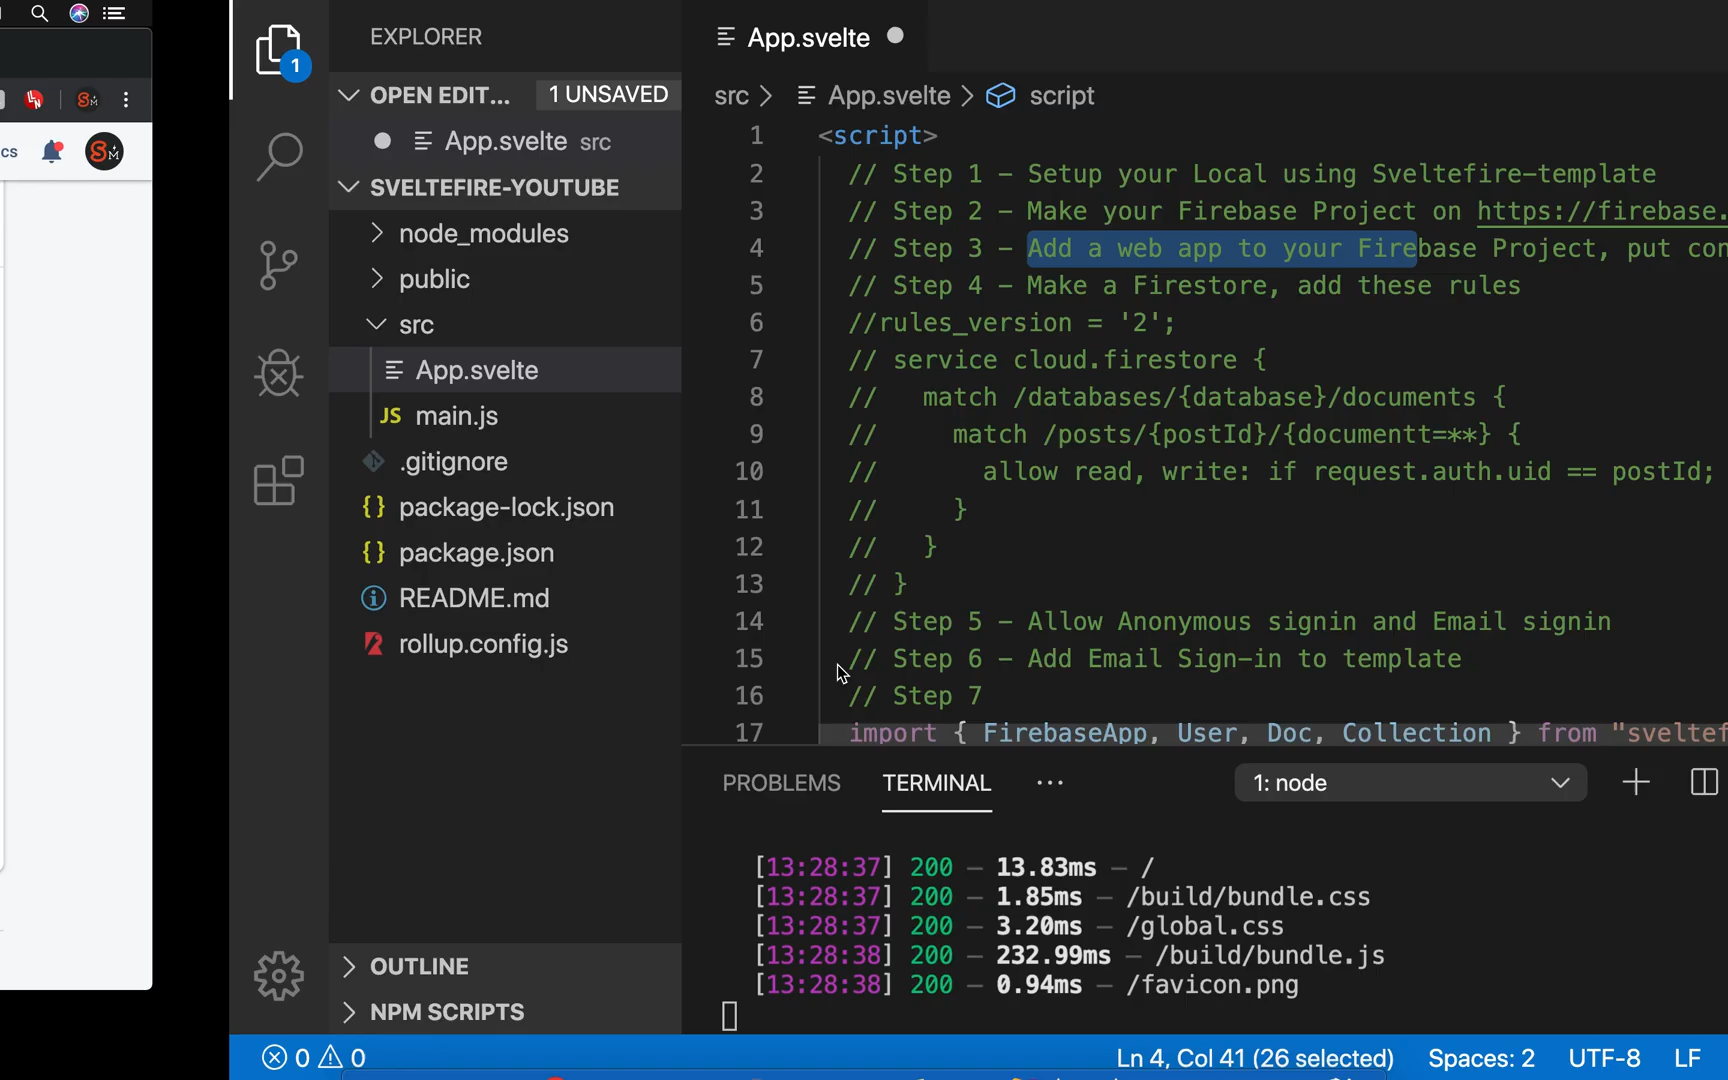 cs
EXPLORER
OPEN EDIT...
1 UNSAVED
App.svelte src
SVELTEFIRE-YOUTUBE
node_modules
public
src
App.svelte
main.js
.gitignore
package-lock.json
package.json
README.md
rollup.config.js
OUTLINE
NPM SCRIPTS
App.svelte
src > App.svelte > script
1 <script>
2 // Step 1 – Setup your Local using Sveltefire-template
3 // Step 2 – Make your Firebase Project on https://firebase.
4 // Step 3 – Add a web app to your Firebase Project, put con
5 // Step 4 – Make a Firestore, add these rules
6 //rules_version = '2';
7 // service cloud.firestore {
8 // match /databases/{database}/documents {
9 // match /posts/{postId}/{documentt=**} {
10 // allow read, write: if request.auth.uid == postId;
11 // }
12 // }
13 // }
14 // Step 5 – Allow Anonymous signin and Email signin
15 // Step 6 – Add Email Sign-in to template
16 // Step 7
17 import { FirebaseApp, User, Doc, Collection } from "sveltef
PROBLEMS TERMINAL ··· 1: node
[13:28:37] 200 – 13.83ms – /
[13:28:37] 200 – 1.85ms – /build/bundle.css
[13:28:37] 200 – 3.20ms – /global.css
[13:28:38] 200 – 232.99ms – /build/bundle.js
[13:28:38] 200 – 0.94ms – /favicon.png
0 0 Ln 4, Col 41 (26 selected) Spaces: 2 UTF-8 LF